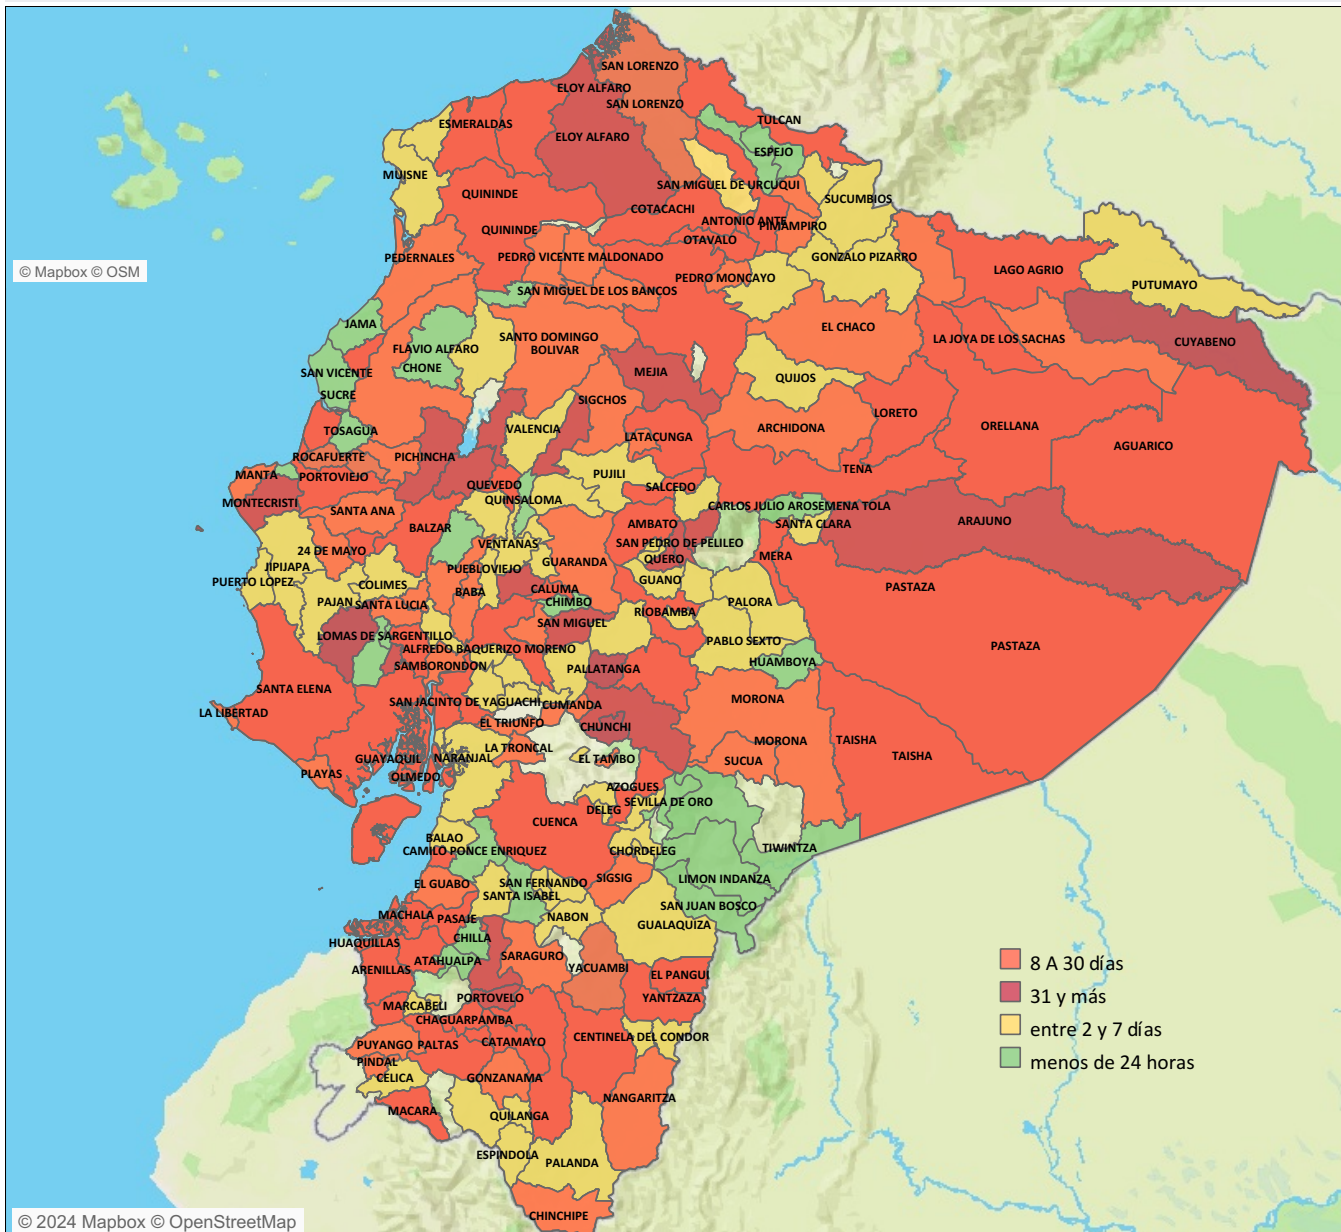 SAN LORENZO
ELOY ALFARO
SAN LORENZO
ESMERALDAS
TULCAN
ELOY ALFARO
ESPEJO
MUISNE
SAN MIGUEL DE URCUQUI
QUININDE
SUCUMBIOS
COTACACHI
ANTONIO ANTE
PIMAMPIRO
QUININDE
OTAVALO
PEDERNALES
PEDRO VICENTE MALDONADO
GONZALO PIZARRO
© Mapbox © OSM
LAGO AGRIO
PEDRO MONCAYO
PUTUMAYO
SAN MIGUEL DE LOS BANCOS
JAMA
EL CHACO
SANTO DOMINGO
LA JOYA DE LOS SACHAS
CUYABENO
FLAVIO ALFARO
BOLIVAR
CHONE
SAN VICENTE
MEJIA
QUIJOS
SUCRE
SIGCHOS
LORETO
TOSAGUA
VALENCIA
ARCHIDONA
ORELLANA
LATACUNGA
AGUARICO
ROCAFUERTE
PICHINCHA
TENA
MANTA
PORTOVIEJO
PUJILI
QUEVEDO
SALCEDO
MONTECRISTI
QUINSALOMA
CARLOS JULIO AROSEMENA TOLA
SANTA ANA
ARAJUNO
BALZAR
AMBATO
SANTA CLARA
24 DE MAYO
VENTANAS
SAN PEDRO DE PELILEO
MERA
QUERO
JIPIJAPA
PUEBLOVIEJO
GUARANDA
PUERTO LOPEZ
COLIMES
GUANO
PASTAZA
BABA
CALUMA
PAJAN
SANTA LUCIA
CHIMBO
PALORA
RIOBAMBA
SAN MIGUEL
LOMAS DE SARGENTILLO
PABLO SEXTO
PASTAZA
ALFREDO BAQUERIZO MORENO
SAMBORONDON
PALLATANGA
HUAMBOYA
SANTA ELENA
SAN JACINTO DE YAGUACHI
CUMANDA
MORONA
LA LIBERTAD
EL TRIUNFO
CHUNCHI
LA TRONCAL
MORONA
TAISHA
GUAYAQUIL
NARANJAL
EL TAMBO
SUCUA
TAISHA
PLAYAS
OLMEDO
AZOGUES
SEVILLA DE ORO
DELEG
CUENCA
BALAO
TIWINTZA
CAMILO PONCE ENRIQUEZ
CHORDELEG
EL GUABO
SAN FERNANDO
SIGSIG
LIMON INDANZA
SANTA ISABEL
SAN JUAN BOSCO
MACHALA
PASAJE
NABON
GUALAQUIZA
HUAQUILLAS
CHILLA
SARAGURO
ATAHUALPA
8 A 30 días
ARENILLAS
YACUAMBI
EL PANGUI
31 y más
MARCABELI
PORTOVELO
YANTZAZA
CHAGUARPAMBA
entre 2 y 7 días
PUYANGO
PALTAS
CATAMAYO
CENTINELA DEL CONDOR
PINDAL
menos de 24 horas
CELICA
GONZANAMA
NANGARITZA
MACARA
QUILANGA
ESPINDOLA
PALANDA
CHINCHIPE
© 2024 Mapbox © OpenStreetMap